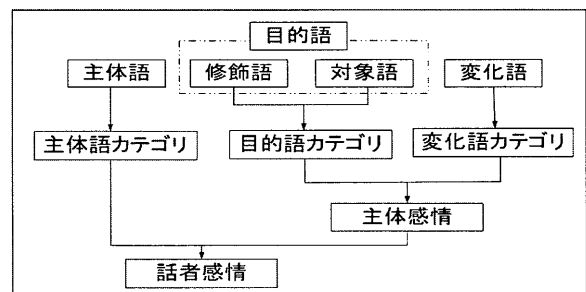 目的語
主体語
修飾語
対象語
変化語
主体語カテゴリ
目的語カテゴリ
変化語カテゴリ
主体感情
話者感情